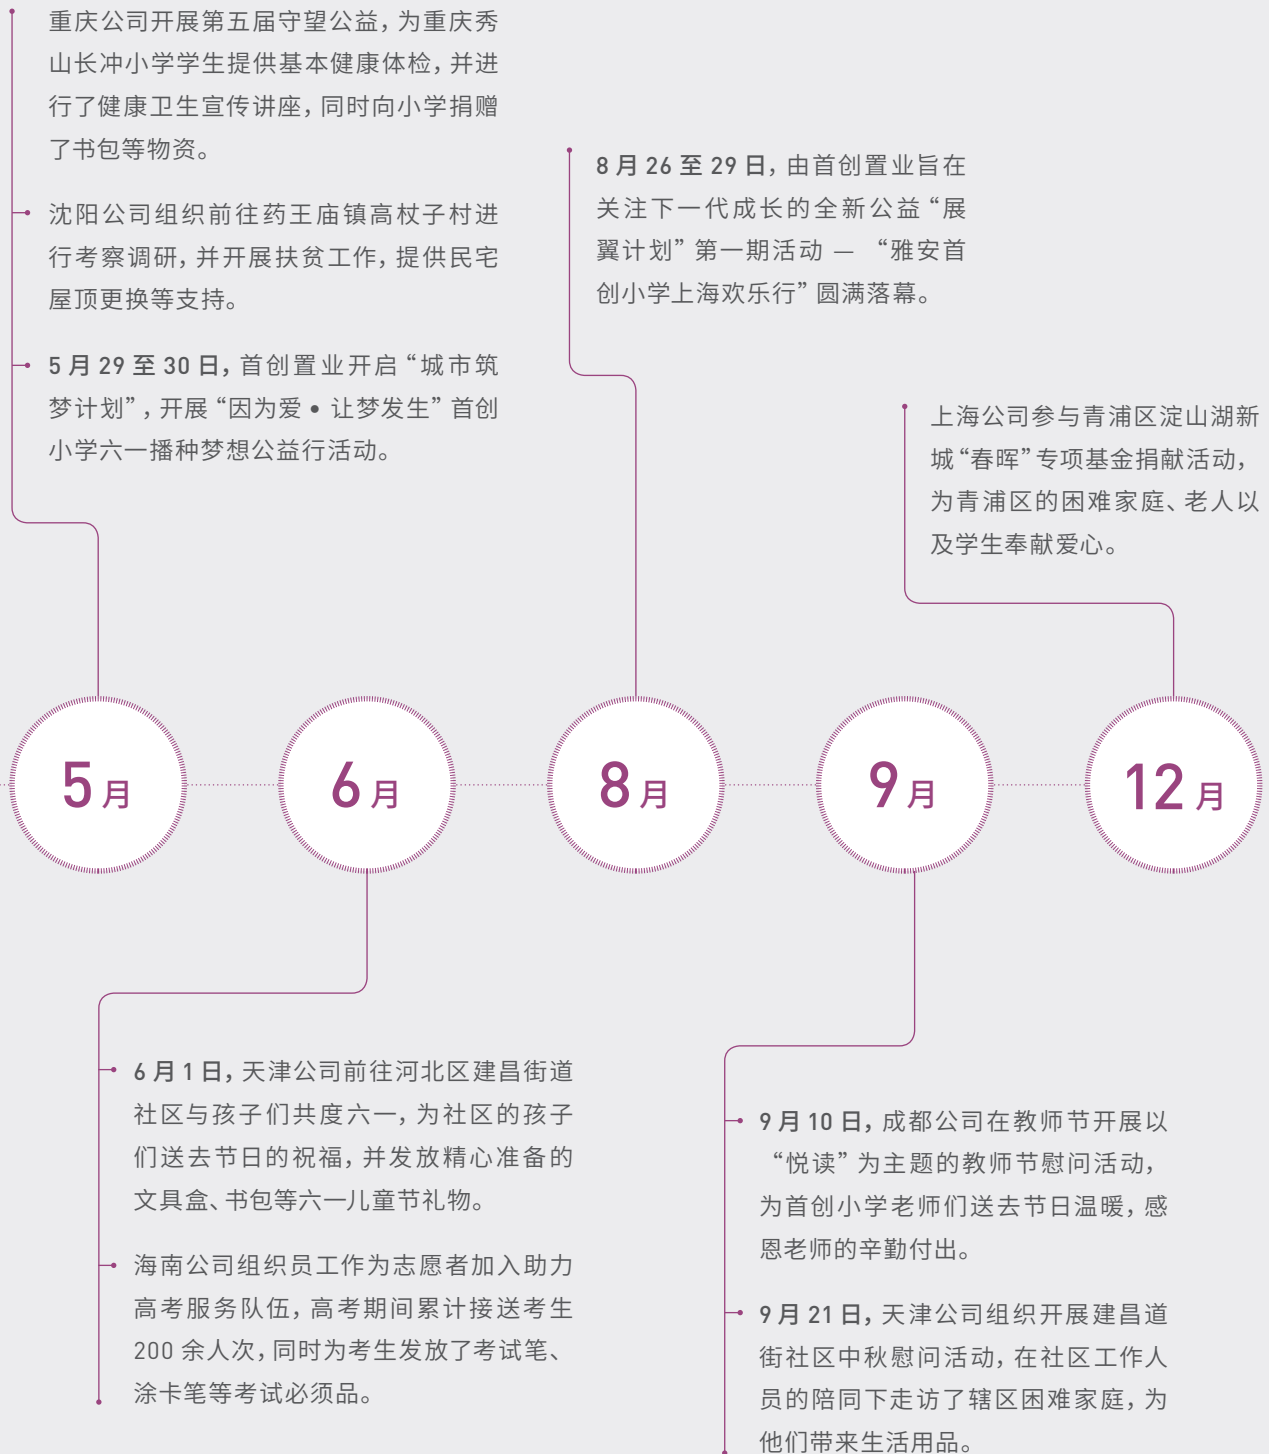 重庆公司开展第五届守望公益，为重庆秀
山长冲小学学生提供基本健康体检，并进
行了健康卫生宣传讲座，同时向小学捐赠
了书包等物资。
沈阳公司组织前往药王庙镇高杖子村进
行考察调研，并开展扶贫工作，提供民宅
屋顶更换等支持。
5 月 29 至 30 日，首创置业开启“城市筑
梦计划”，开展“因为爱 • 让梦发生”首创
小学六一播种梦想公益行活动。
8 月 26 至 29 日，由首创置业旨在
关注下一代成长的全新公益“展
翼计划”第一期活动 — “雅安首
创小学上海欢乐行”圆满落幕。
上海公司参与青浦区淀山湖新
城“春晖”专项基金捐献活动，
为青浦区的困难家庭、老人以
及学生奉献爱心。
5 月
6 月
8 月
9 月
12 月
6 月 1 日，天津公司前往河北区建昌街道
社区与孩子们共度六一，为社区的孩子
们送去节日的祝福，并发放精心准备的
文具盒、书包等六一儿童节礼物。
海南公司组织员工作为志愿者加入助力
高考服务队伍，高考期间累计接送考生
200 余人次，同时为考生发放了考试笔、
涂卡笔等考试必须品。
9 月 10 日，成都公司在教师节开展以
“悦读”为主题的教师节慰问活动，
为首创小学老师们送去节日温暖，感
恩老师的辛勤付出。
9 月 21 日，天津公司组织开展建昌道
街社区中秋慰问活动，在社区工作人
员的陪同下走访了辖区困难家庭，为
他们带来生活用品。